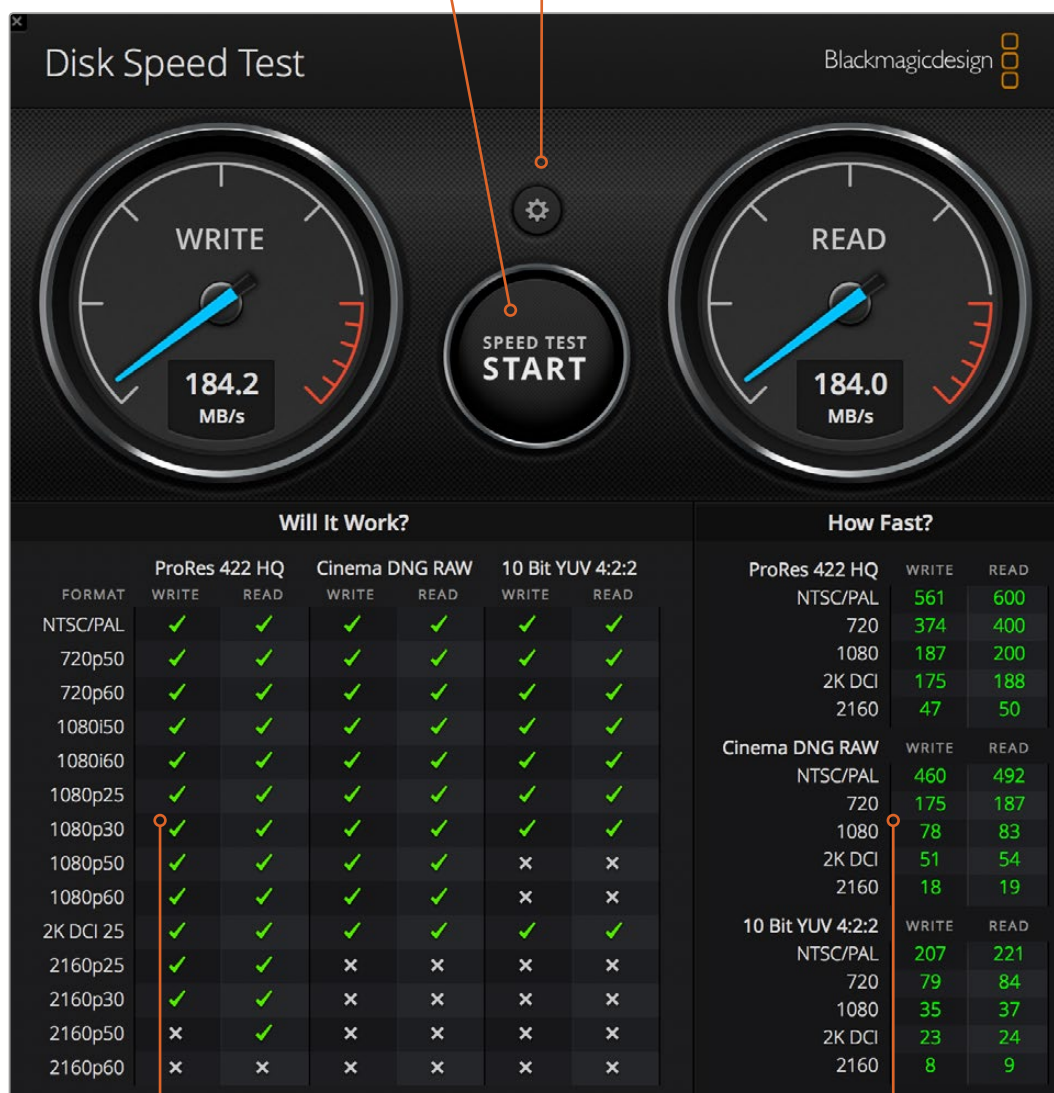 Disk Speed Test
Blackmagicdesign
WRITE
184.2
MB/s
SPEED TEST
START
READ
184.0
MB/s
Will It Work?
ProRes 422 HQ Cinema DNG RAW 10 Bit YUV 4:2:2
FORMAT WRITE READ WRITE READ WRITE READ
NTSC/PAL ✓ ✓ ✓ ✓ ✓ ✓
720p50 ✓ ✓ ✓ ✓ ✓ ✓
720p60 ✓ ✓ ✓ ✓ ✓ ✓
1080i50 ✓ ✓ ✓ ✓ ✓ ✓
1080i60 ✓ ✓ ✓ ✓ ✓ ✓
1080p25 ✓ ✓ ✓ ✓ ✓ ✓
1080p30 ✓ ✓ ✓ ✓ ✓ ✓
1080p50 ✓ ✓ ✓ ✓ × ×
1080p60 ✓ ✓ ✓ ✓ × ×
2K DCI 25 ✓ ✓ ✓ ✓ ✓ ✓
2160p25 ✓ ✓ × × × ×
2160p30 ✓ ✓ × × × ×
2160p50 × ✓ × × × ×
2160p60 × × × × × ×
How Fast?
ProRes 422 HQ WRITE READ
NTSC/PAL 561 600
720 374 400
1080 187 200
2K DCI 175 188
2160 47 50
Cinema DNG RAW WRITE READ
NTSC/PAL 460 492
720 175 187
1080 78 83
2K DCI 51 54
2160 18 19
10 Bit YUV 4:2:2 WRITE READ
NTSC/PAL 207 221
720 79 84
1080 35 37
2K DCI 23 24
2160 8 9